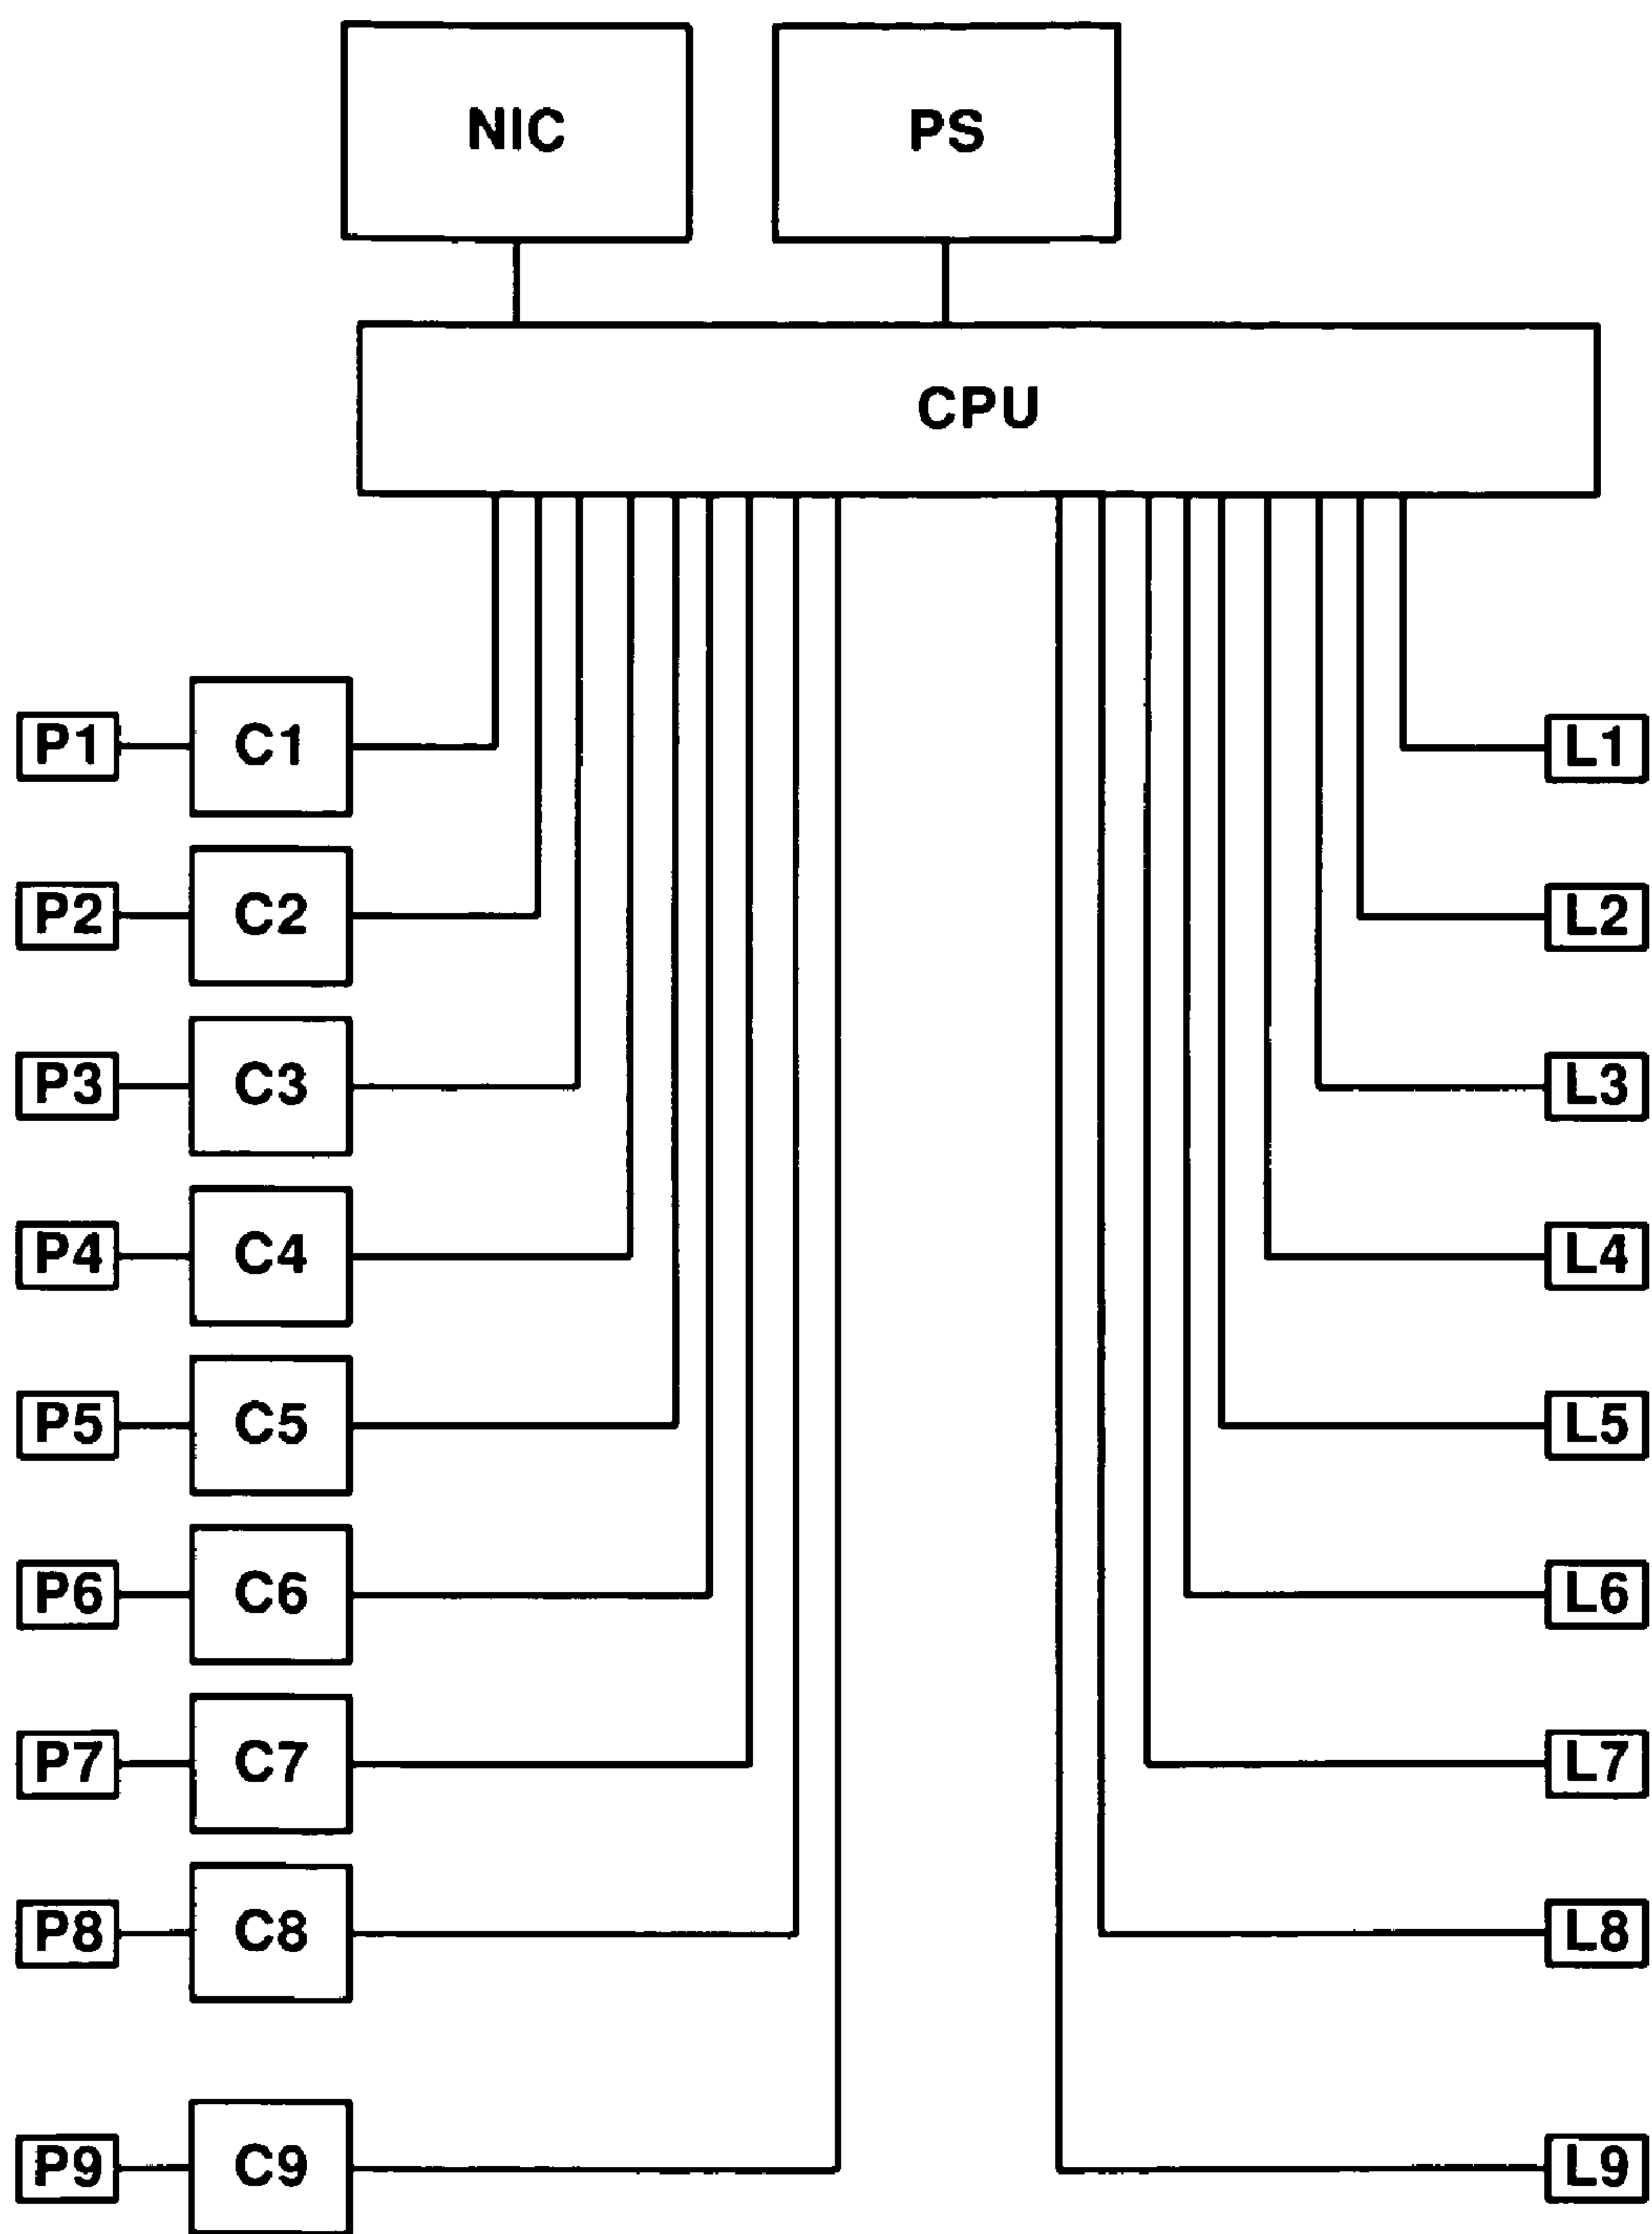 NIC PS
CPU
P1 C1 L1
P2 C2 L2
P3 C3 L3
P4 C4 L4
P5 C5 L5
P6 C6 L6
P7 C7 L7
P8 C8 L8
P9 C9 L9